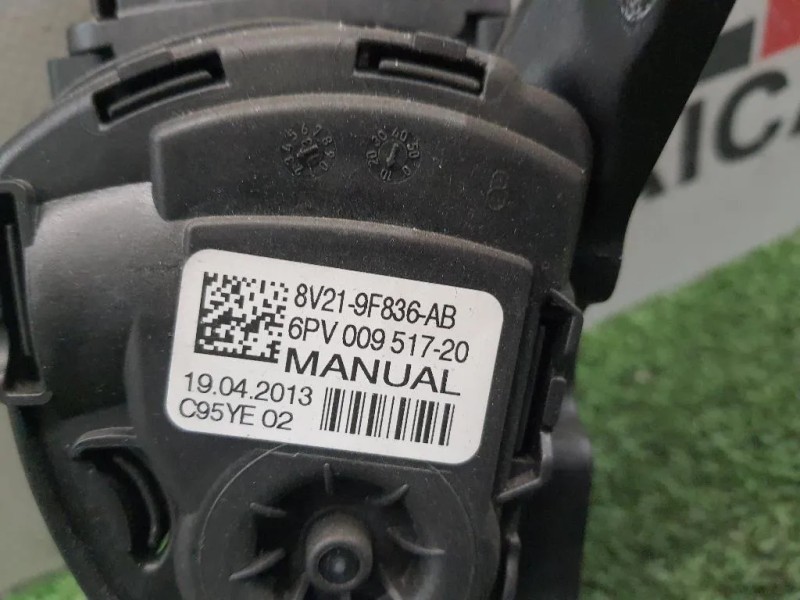 8V21-9F836-AB
6PV 009 517-20
MANUAL
19.04.2013
C95YE 02